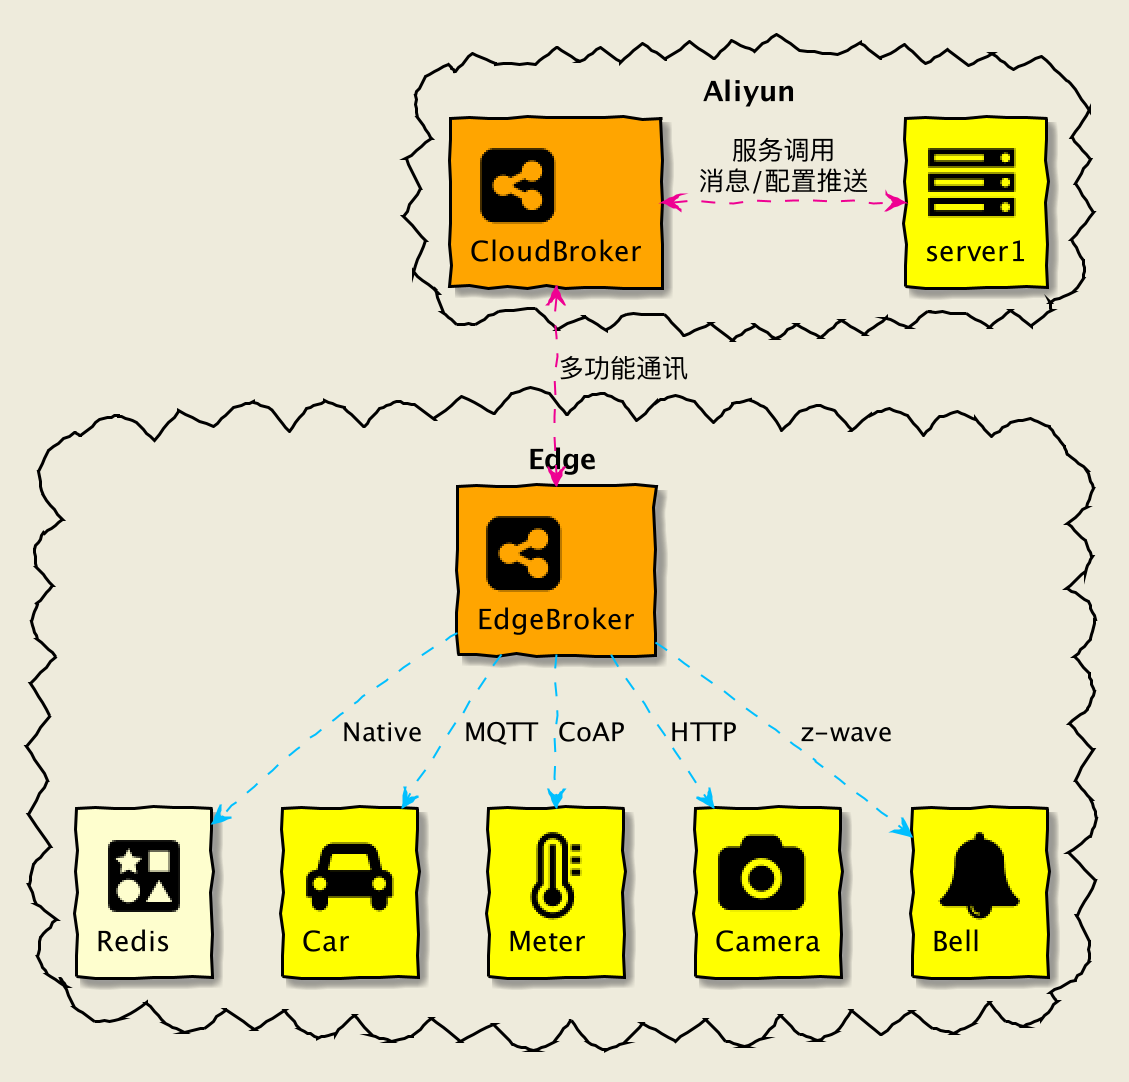 Aliyun
服务调用
消息/配置推送
CloudBroker
server1
多功能通讯
Edge
EdgeBroker
Native
MQTT
CoAP
HTTP
z-wave
Redis
Car
Meter
Camera
Bell